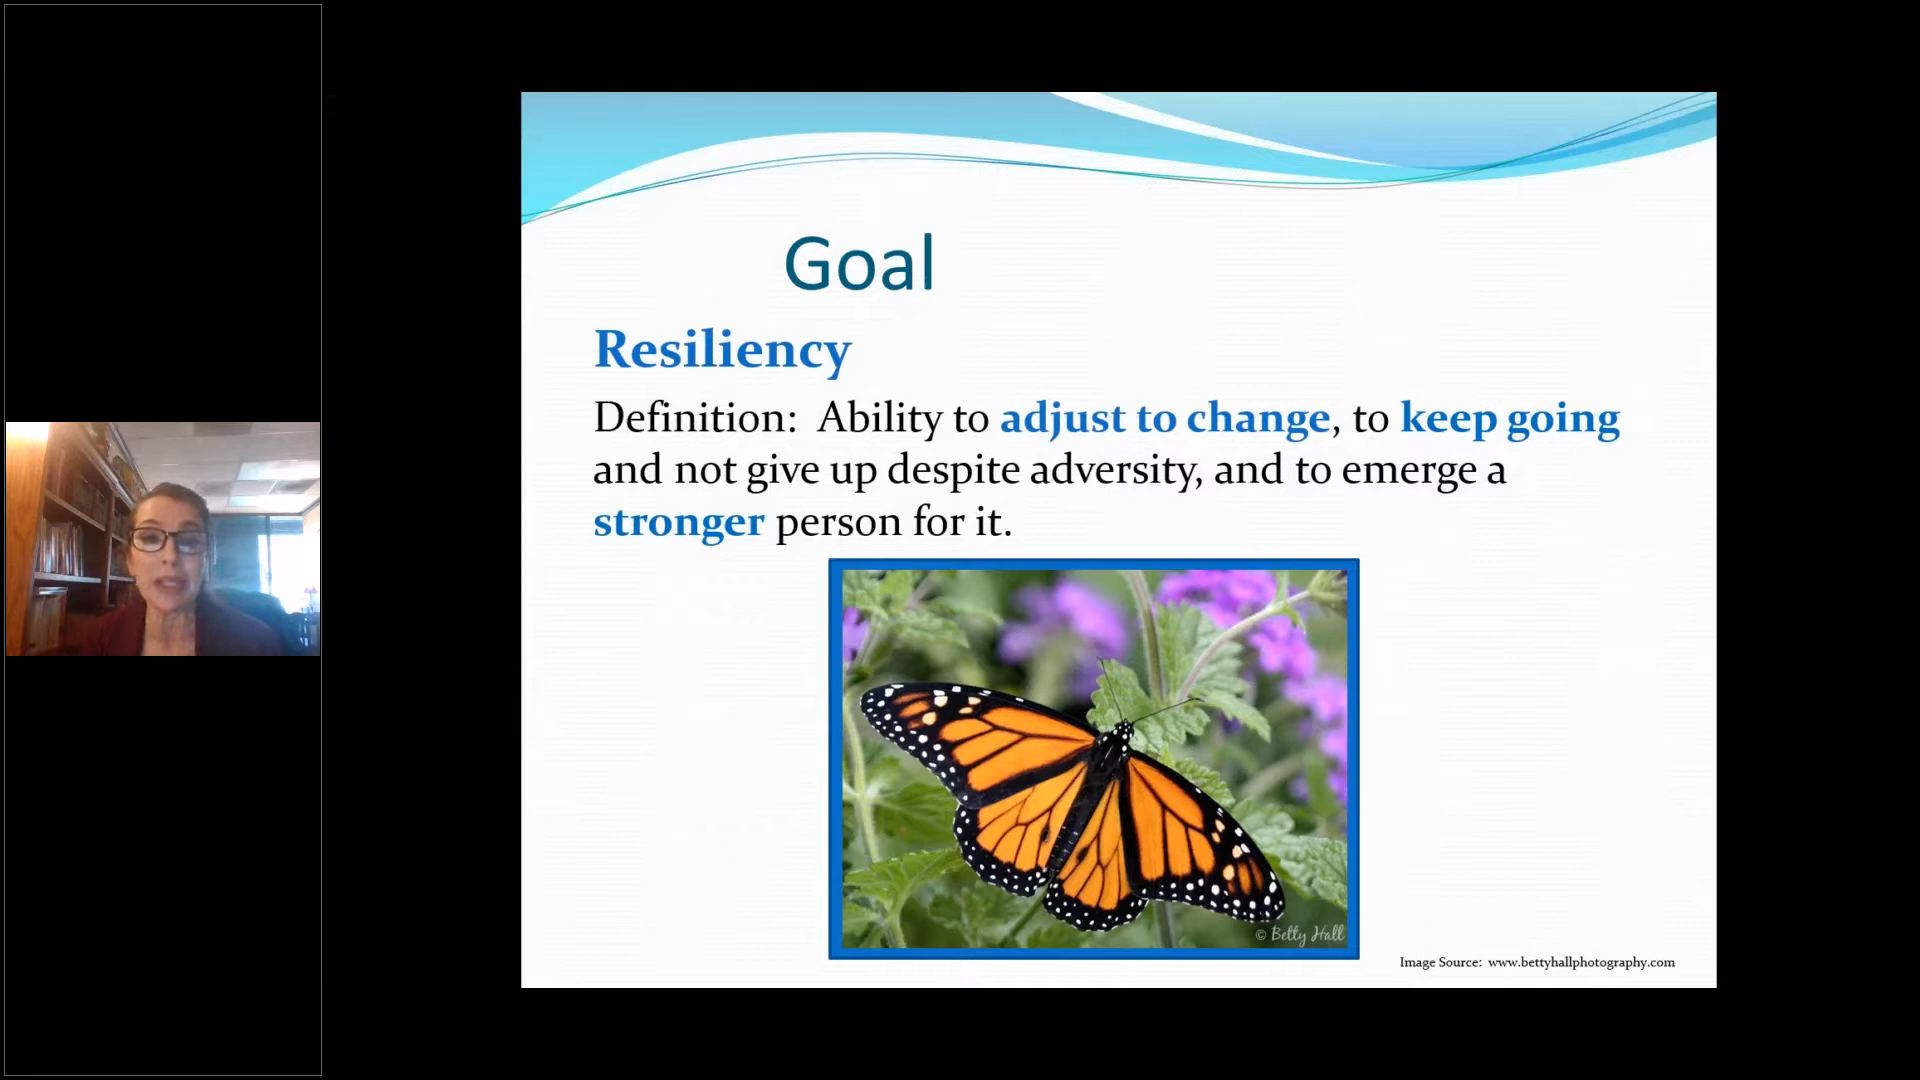 Goal
Resiliency
Definition:  Ability to adjust to change, to keep going
and not give up despite adversity, and to emerge a
stronger person for it.
© Betty Hall
Image Source:  www.bettyhallphotography.com